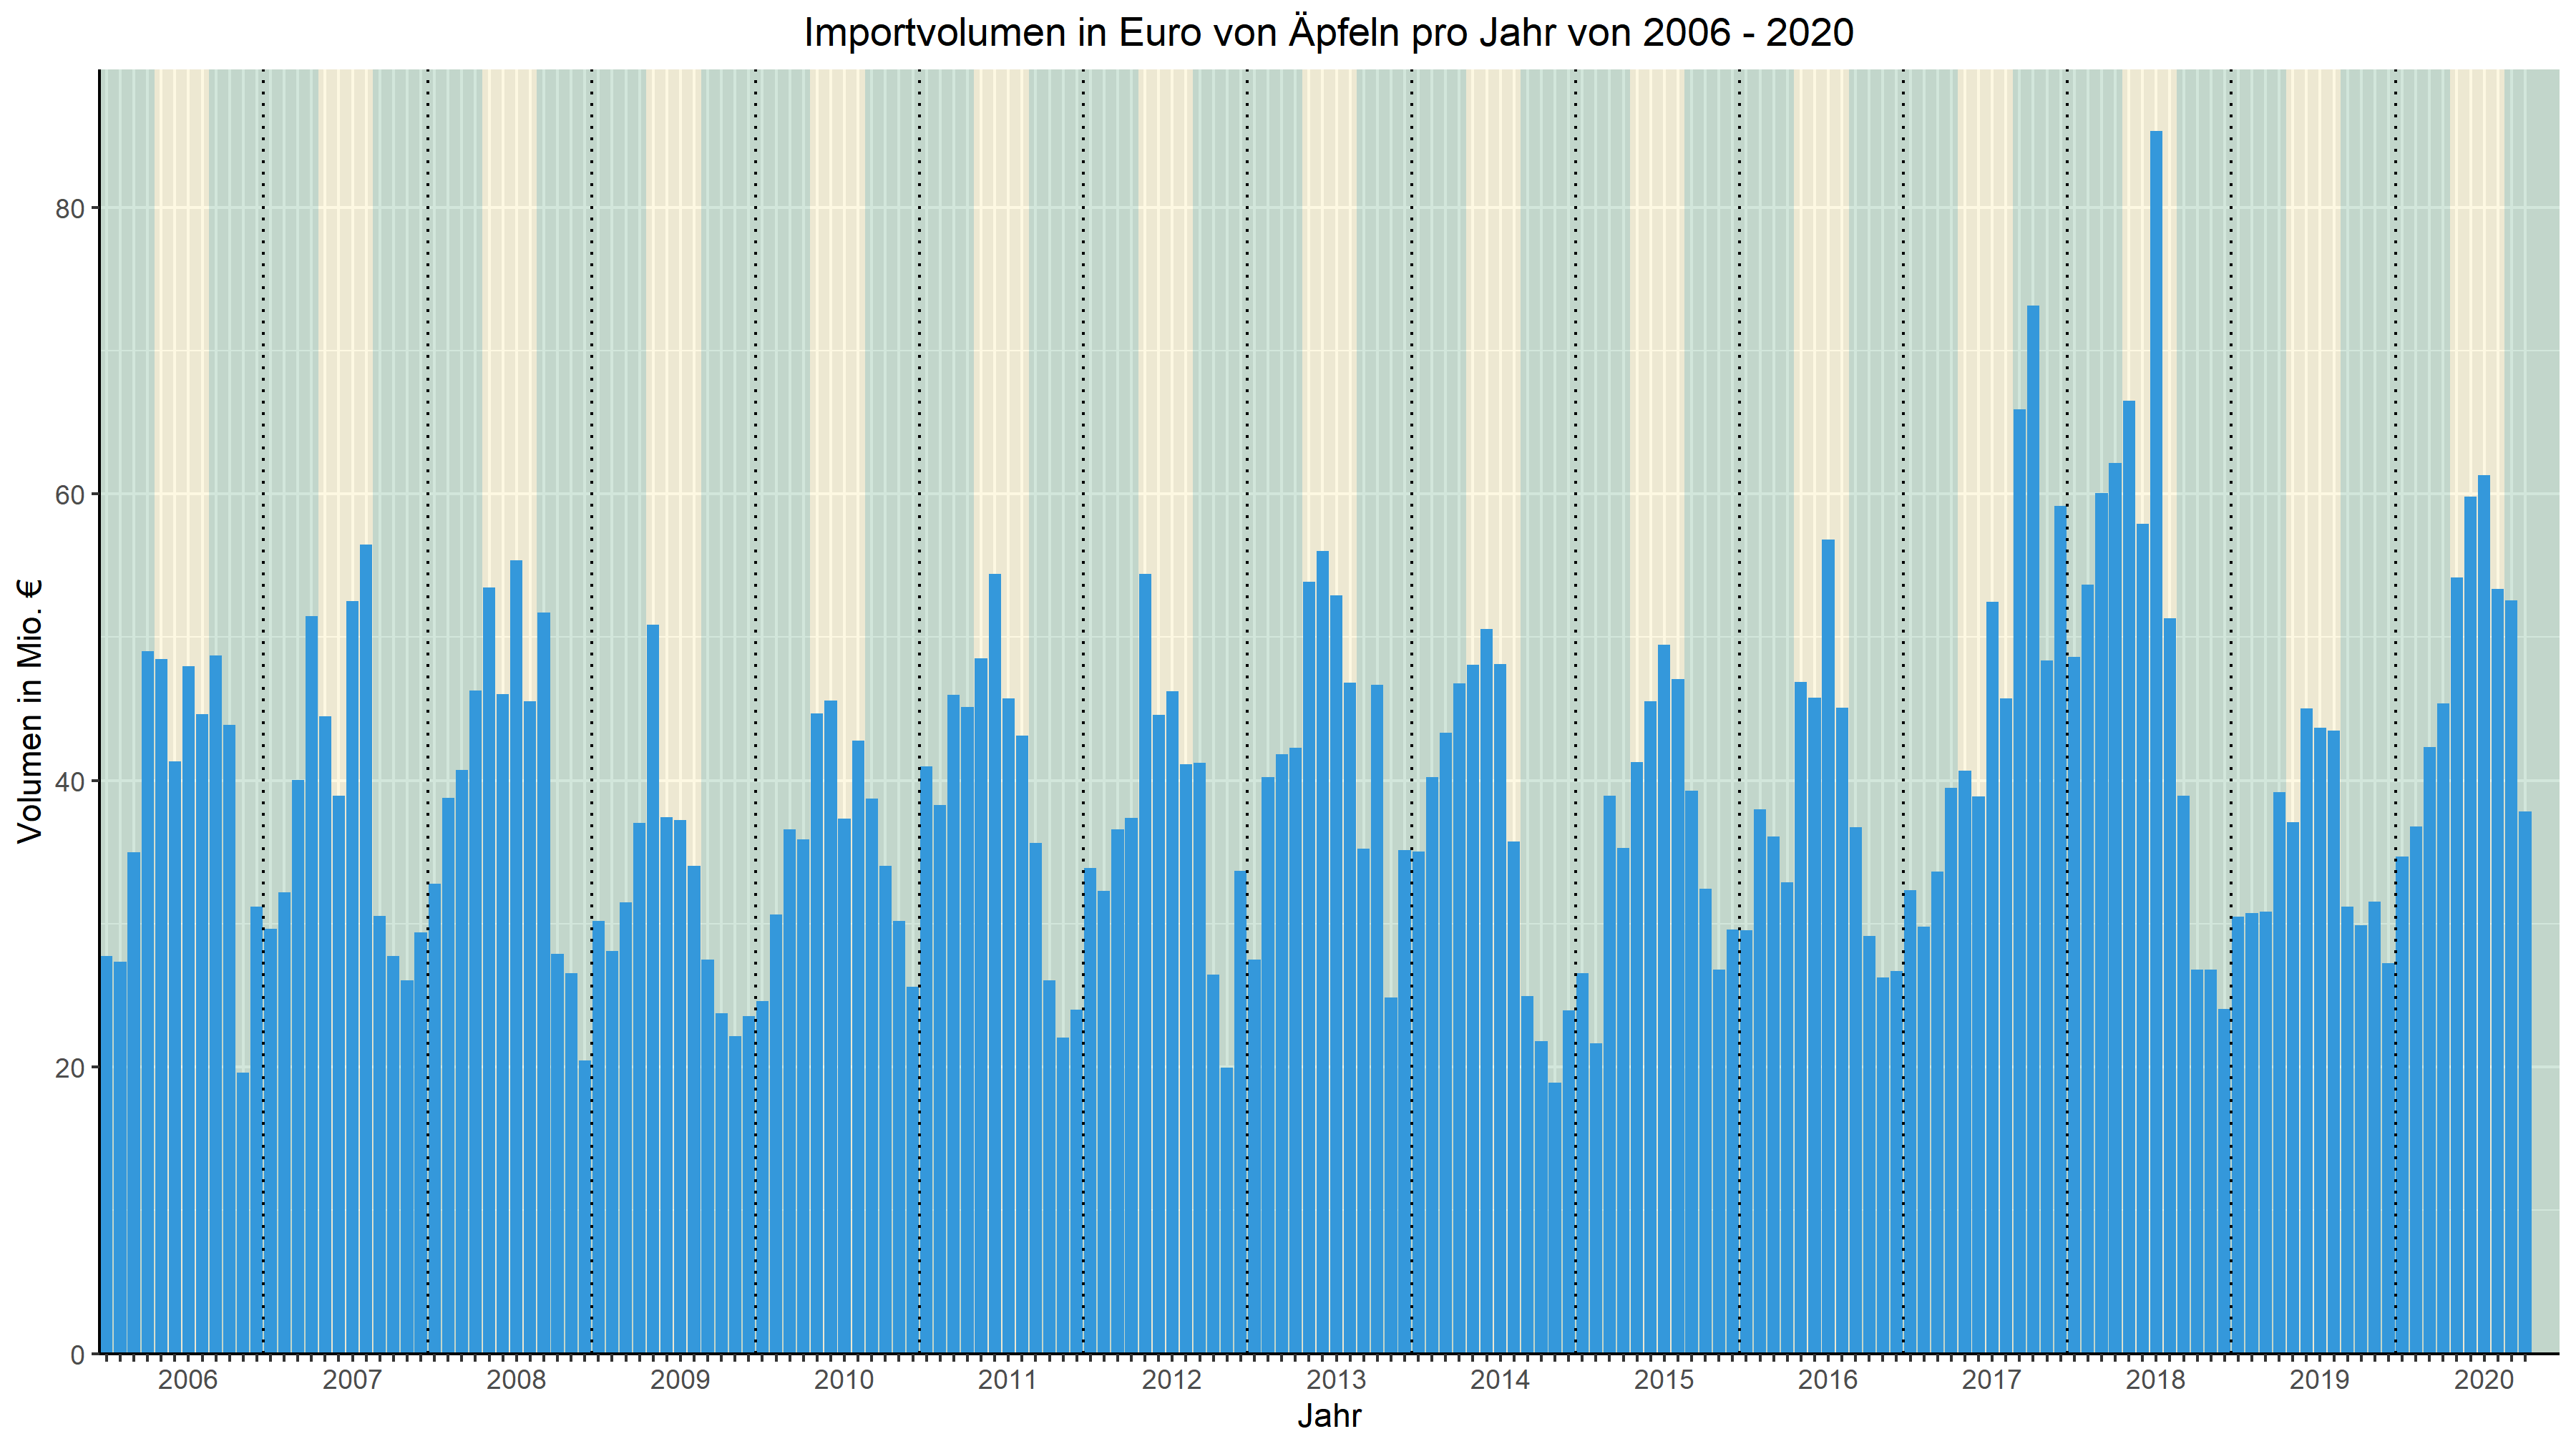 Importvolumen in Euro von Äpfeln pro Jahr von 2006 - 2020
Volumen in Mio. €
80
60
40
20
0
2006 2007 2008 2009 2010 2011 2012 2013 2014 2015 2016 2017 2018 2019 2020
Jahr